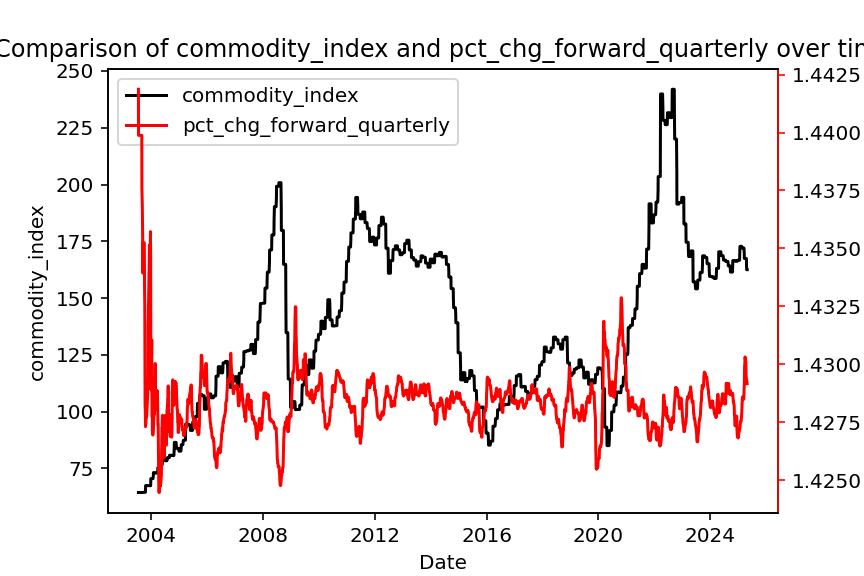 Comparison of commodity_index and pct_chg_forward_quarterly over tim
commodity_index
pct_chg_forward_quarterly
250
225
200
175
150
125
100
75
commodity_index
1.4425
1.4400
1.4375
1.4350
1.4325
1.4300
1.4275
1.4250
2004 2008 2012 2016 2020 2024
Date